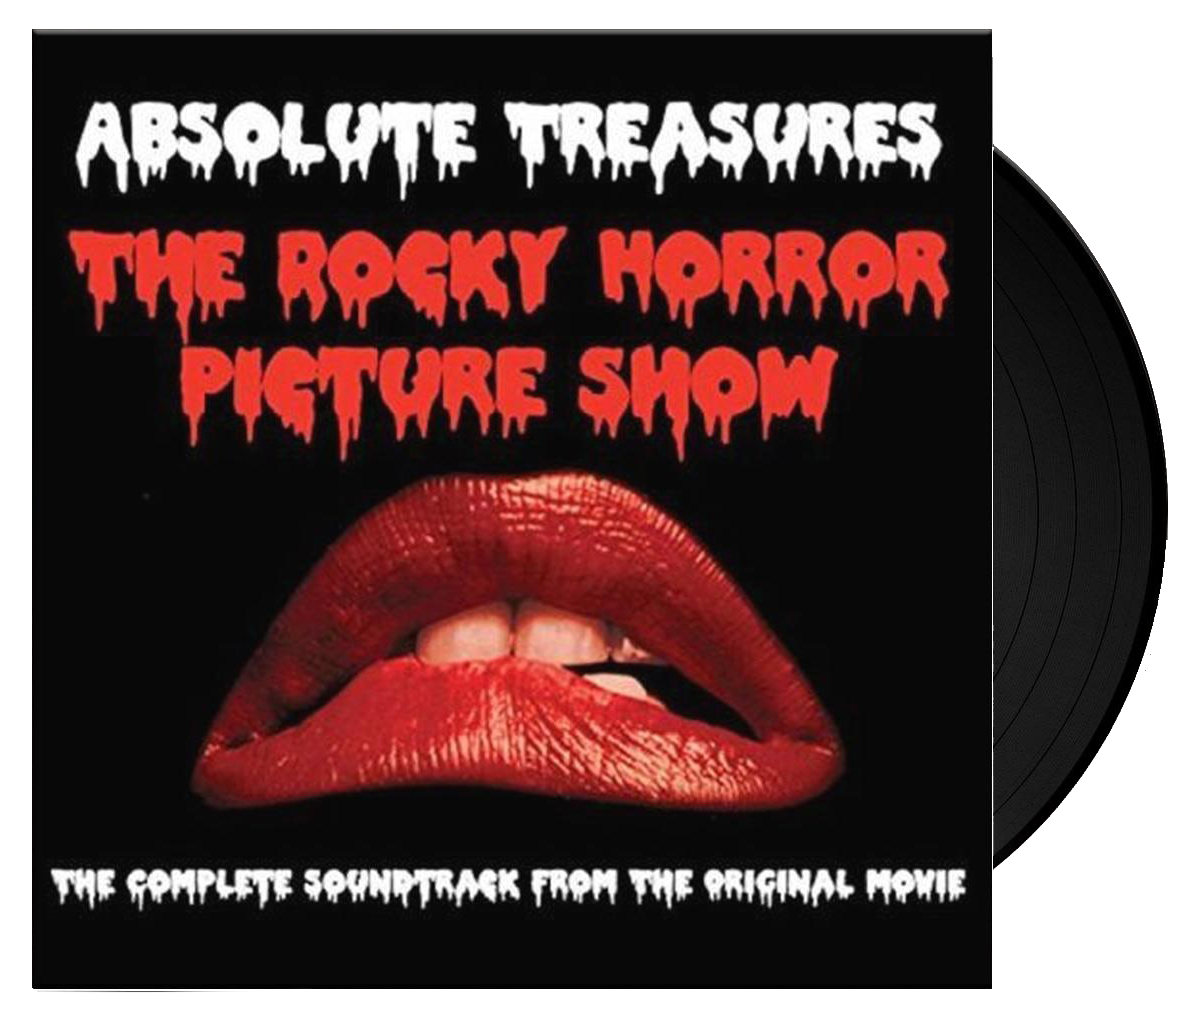 ABSOLUTE TREASURES
THE ROCKY HORROR
PICTURE SHOW
THE COMPLETE SOUNDTRACK FROM THE ORIGINAL MOVIE